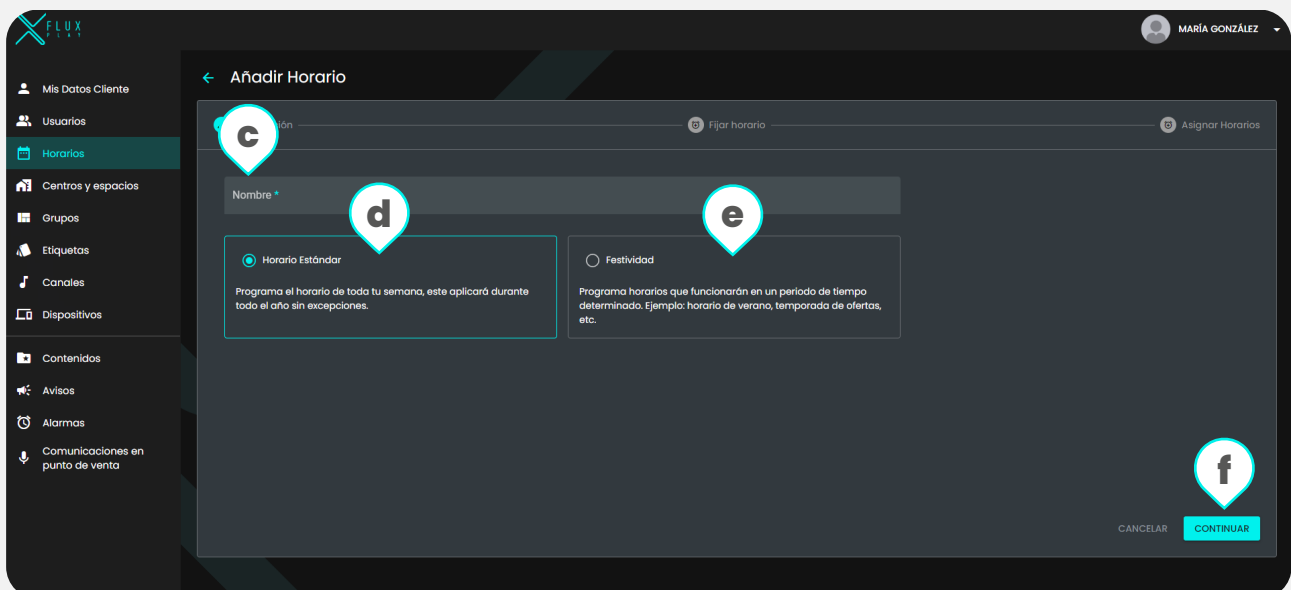 FLUX
PLAY
MARÍA GONZÁLEZ
Añadir Horario
Mis Datos Cliente
Usuarios
Horarios
Centros y espacios
Grupos
Etiquetas
Canales
Dispositivos
Contenidos
Avisos
Alarmas
Comunicaciones en
punto de venta
Fijar horario
Asignar Horarios
c
Nombre *
d
e
Horario Estándar
Programa el horario de toda tu semana, este aplicará durante
todo el año sin excepciones.
Festividad
Programa horarios que funcionarán en un periodo de tiempo
determinado. Ejemplo: horario de verano, temporada de ofertas,
etc.
f
CANCELAR
CONTINUAR